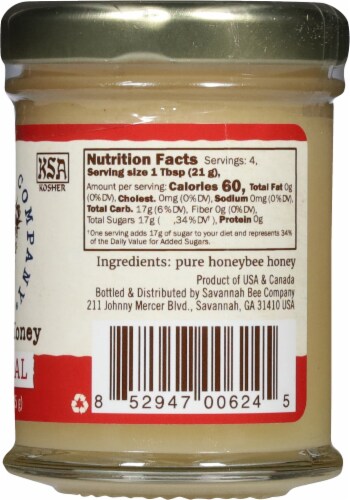 KSA
KOSHER
COMPANY
Honey
AL
Nutrition Facts Servings: 4,
Serving size 1 Tbsp (21 g),
Amount per serving: Calories 60, Total Fat 0g
(0% DV), Cholest. 0mg (0% DV), Sodium 0mg (0% DV),
Total Carb. 17g (6% DV), Fiber 0g (0% DV),
Total Sugars 17g ( ,34% DV†), Protein 0g
†One serving adds 17g of sugar to your diet and represents 34%
of the Daily Value for Added Sugars.
Ingredients: pure honeybee honey
Product of USA & Canada
Bottled & Distributed by Savannah Bee Company
211 Johnny Mercer Blvd., Savannah, GA 31410 USA
8 52947 00624 5